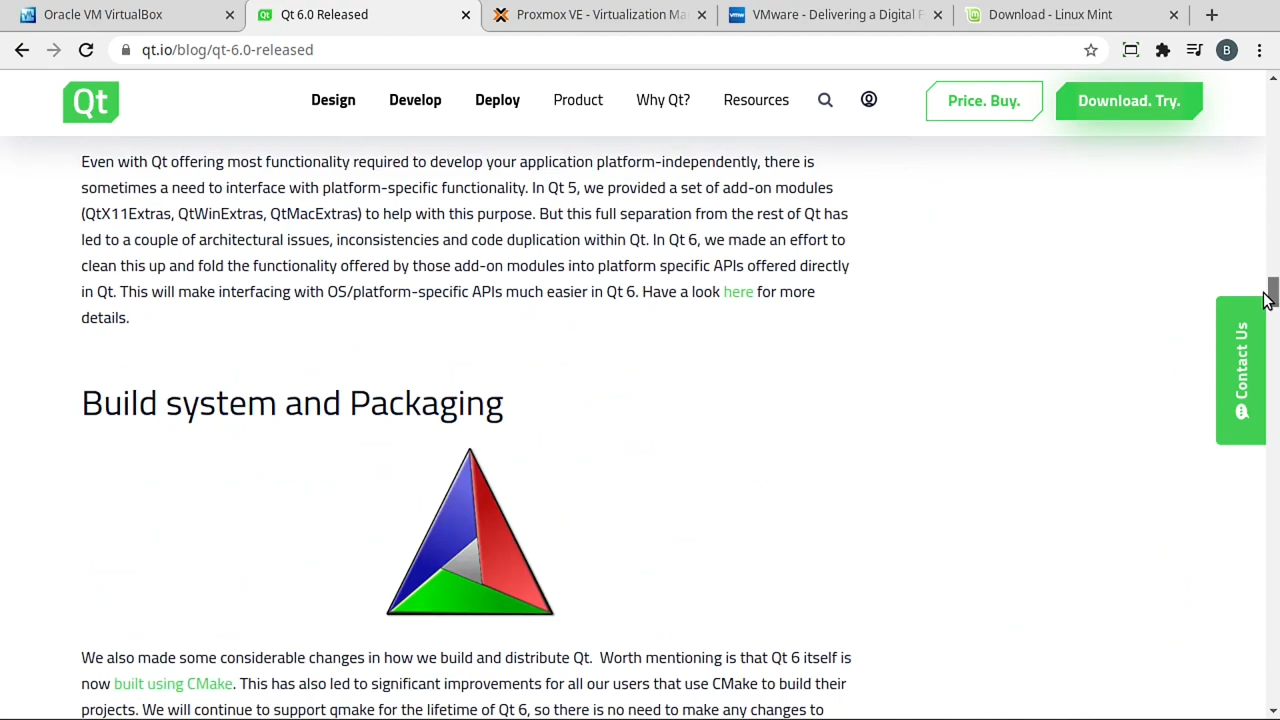 Oracle VM VirtualBox
Qt 6.0 Released
Proxmox VE - Virtualization Ma
VMware - Delivering a Digital F
Download - Linux Mint
qt.io/blog/qt-6.0-released
B
Qt
Design
Develop
Deploy
Product
Why Qt?
Resources
Price. Buy.
Download. Try.
Even with Qt offering most functionality required to develop your application platform-independently, there is
sometimes a need to interface with platform-specific functionality. In Qt 5, we provided a set of add-on modules
(QtX11Extras, QtWinExtras, QtMacExtras) to help with this purpose. But this full separation from the rest of Qt has
led to a couple of architectural issues, inconsistencies and code duplication within Qt. In Qt 6, we made an effort to
clean this up and fold the functionality offered by those add-on modules into platform specific APIs offered directly
in Qt. This will make interfacing with OS/platform-specific APIs much easier in Qt 6. Have a look here for more
details.
Contact Us
Build system and Packaging
We also made some considerable changes in how we build and distribute Qt.  Worth mentioning is that Qt 6 itself is
now built using CMake. This has also led to significant improvements for all our users that use CMake to build their
projects. We will continue to support qmake for the lifetime of Qt 6, so there is no need to make any changes to